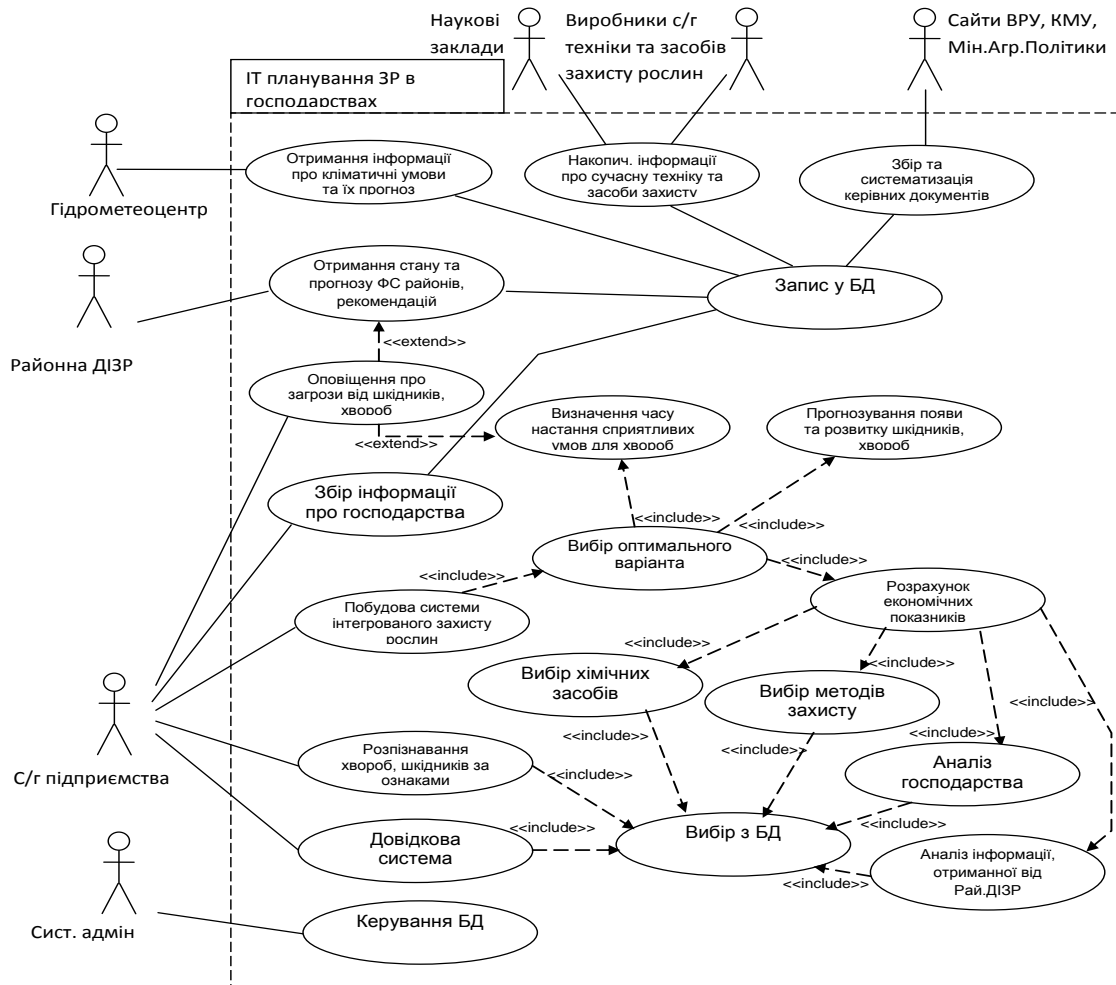 Наукові
заклади
Виробники с/г
техніки та засобів
захисту рослин
Сайти ВРУ, КМУ,
Мін.Агр.Політики
ІТ планування ЗР в
господарствах
Гідрометеоцентр
Отримання інформації
про кліматичні умови
та їх прогноз
Накопич. інформації
про сучасну техніку та
засоби захисту
Збір та
систематизація
керівних документів
Районна ДІЗР
Отримання стану та
прогнозу ФС районів,
рекомендацій
Запис у БД
<<extend>>
Оповіщення про
загрози від шкідників,
хвороб
<<extend>>
Визначення часу
настання сприятливих
умов для хвороб
Прогнозування появи
та розвитку шкідників,
хвороб
Збір інформації
про господарства
<<include>>
<<include>>
Вибір оптимального
варіанта
<<include>>
<<include>>
Побудова системи
інтегрованого захисту
рослин
Розрахунок
економічних
показників
<<include>>
<<include>>
Вибір хімічних
засобів
Вибір методів
захисту
<<include>>
<<include>>
<<include>>
<<include>>
С/г підприємства
Розпізнавання
хвороб, шкідників за
ознаками
Аналіз
господарства
<<include>>
<<include>>
Довідкова
система
<<include>>
Вибір з БД
Аналіз інформації,
отриманної від
Рай.ДІЗР
<<include>>
Сист. адмін
Керування БД